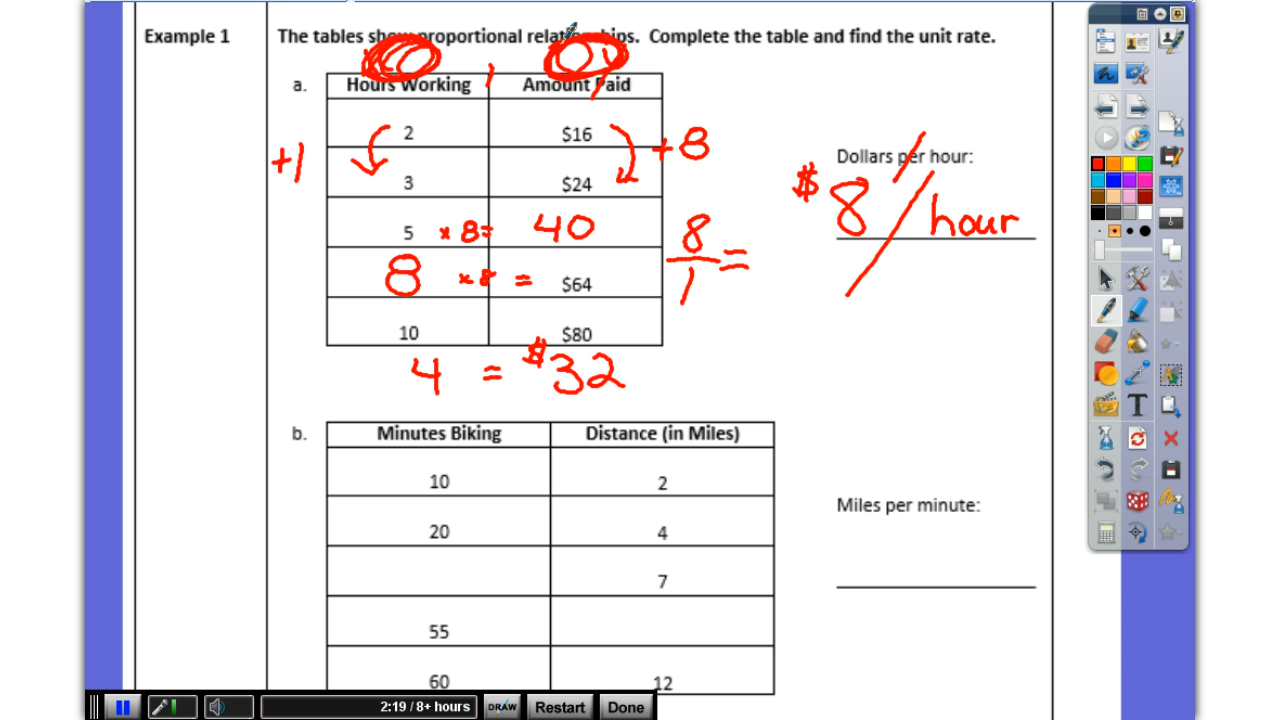 Example 1
The tables show proportional relationships. Complete the table and find the unit rate.
a.
Hours Working Amount Paid
2 $16
+1 +8
3 $24
5 × 8 = 40
8 × 8 = $64
10 $80
4 = $32
8/1 =
Dollars per hour:
$8/hour
b.
Minutes Biking Distance (in Miles)
10 2
20 4
7
55
60 12
Miles per minute:
2:19 / 8+ hours DRAW Restart Done
T